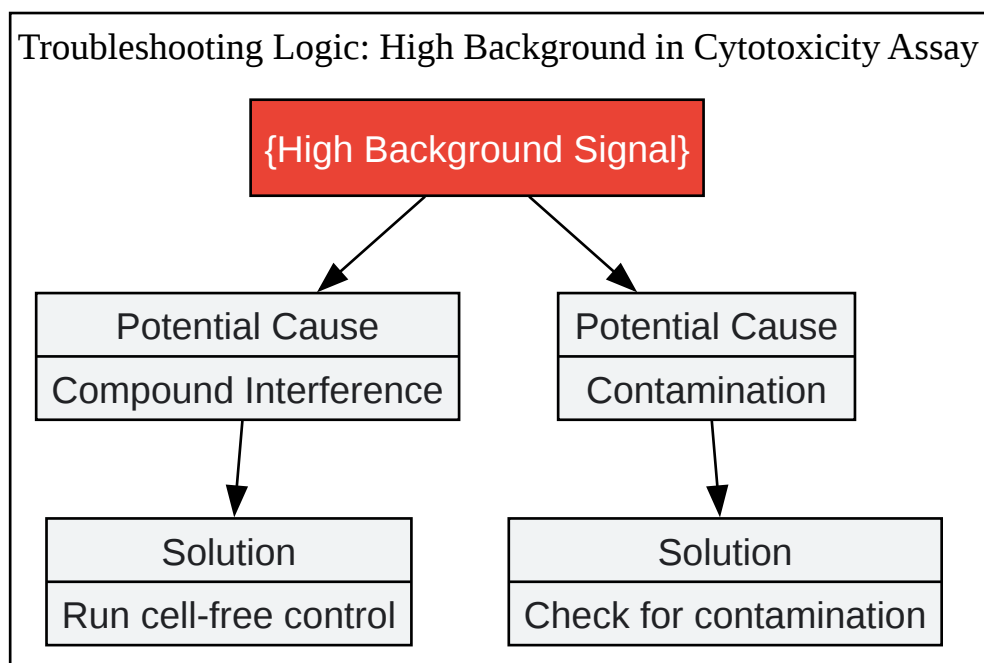 Troubleshooting Logic: High Background in Cytotoxicity Assay
{High Background Signal}
Potential Cause
Compound Interference
Potential Cause
Contamination
Solution
Run cell-free control
Solution
Check for contamination